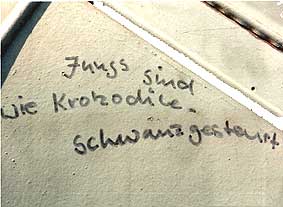 Jungs sind
wie Krokodile.
schwanzgesteuert